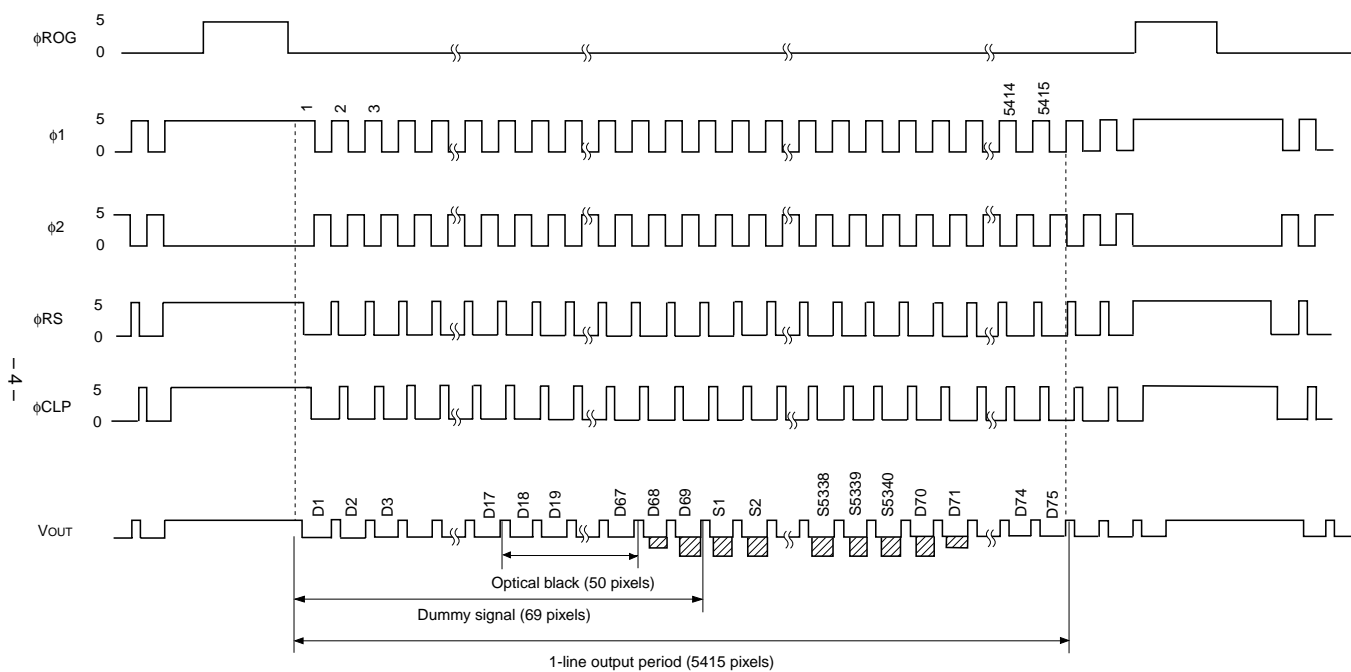 5
φROG
0
1 2 3 5414 5415
5
φ1
0
5
φ2
0
5
φRS
0
– 4 –
5
φCLP
0
D1 D2 D3 D17 D18 D19 D67 D68 D69 S1 S2 S5338 S5339 S5340 D70 D71 D74 D75
VOUT
Optical black (50 pixels)
Dummy signal (69 pixels)
1-line output period (5415 pixels)